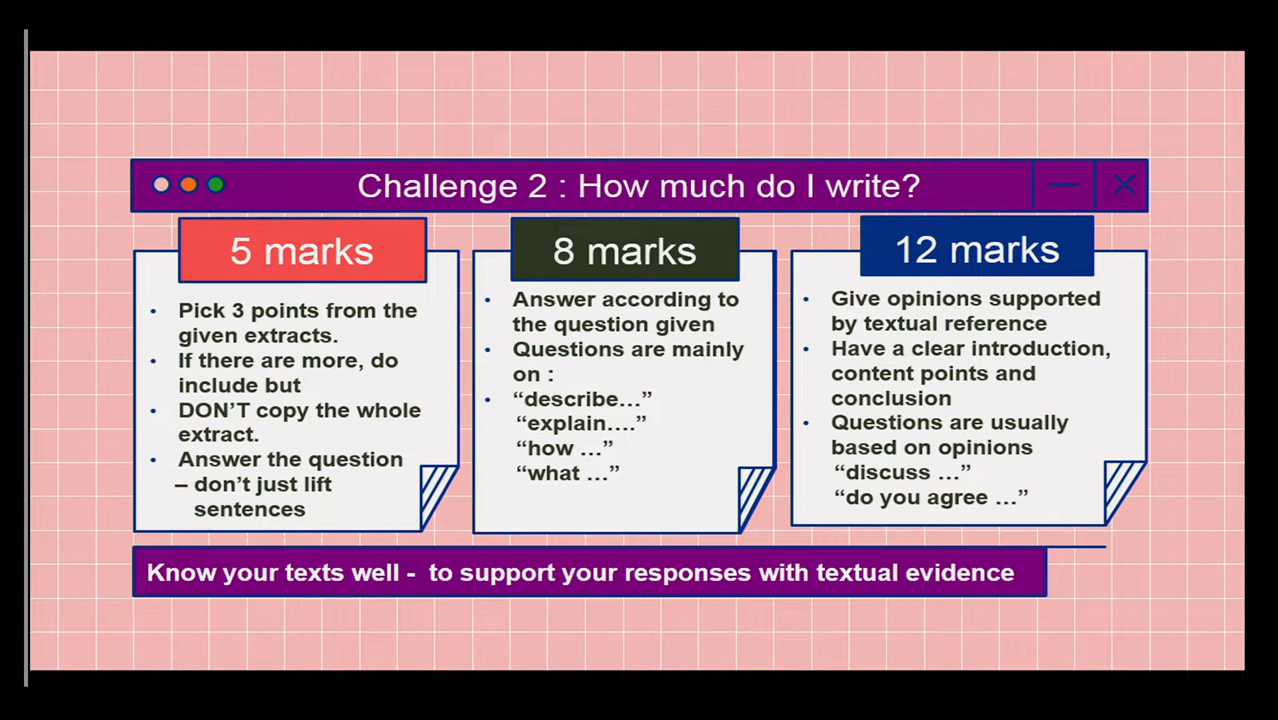 Challenge 2 : How much do I write?
5 marks
• Pick 3 points from the
given extracts.
• If there are more, do
include but
• DON’T copy the whole
extract.
• Answer the question
– don’t just lift
sentences
8 marks
• Answer according to
the question given
• Questions are mainly
on :
• “describe…”
“explain….”
“how …”
“what …”
12 marks
• Give opinions supported
by textual reference
• Have a clear introduction,
content points and
conclusion
• Questions are usually
based on opinions
“discuss …”
“do you agree …”
Know your texts well - to support your responses with textual evidence